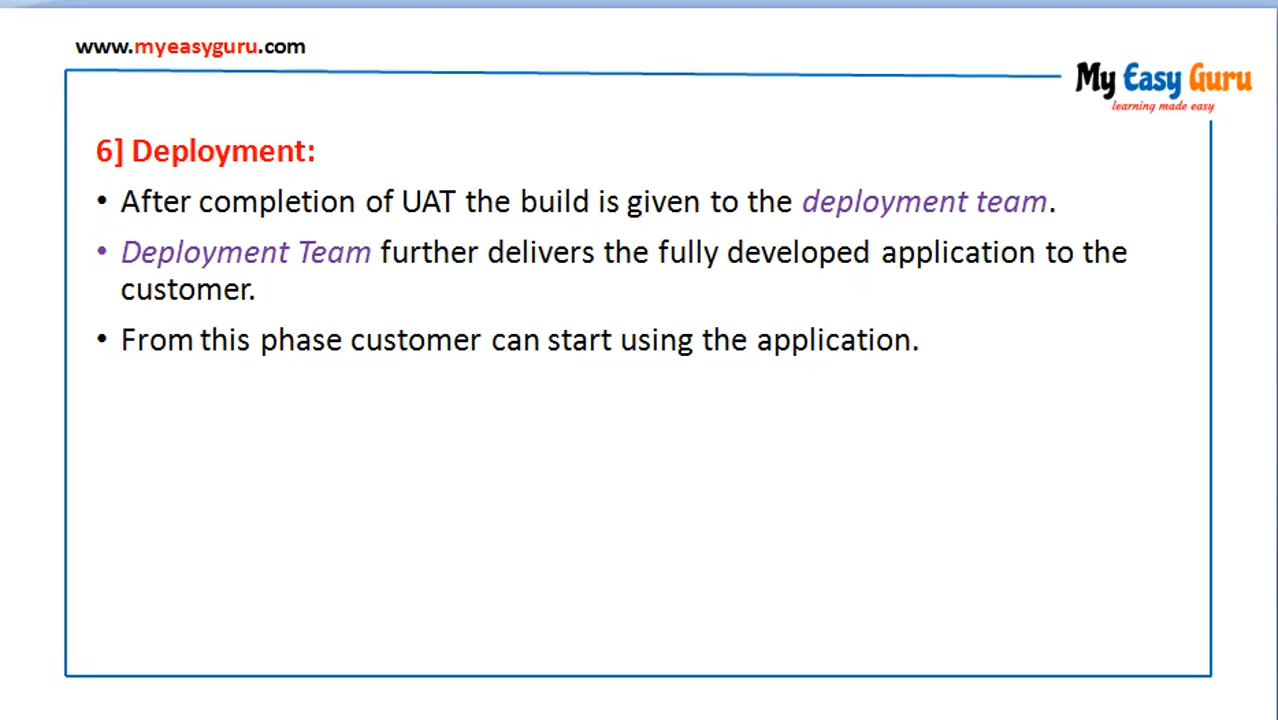 www.myeasyguru.com
My Easy Guru
learning made easy
6] Deployment:
• After completion of UAT the build is given to the deployment team.
• Deployment Team further delivers the fully developed application to the
customer.
• From this phase customer can start using the application.